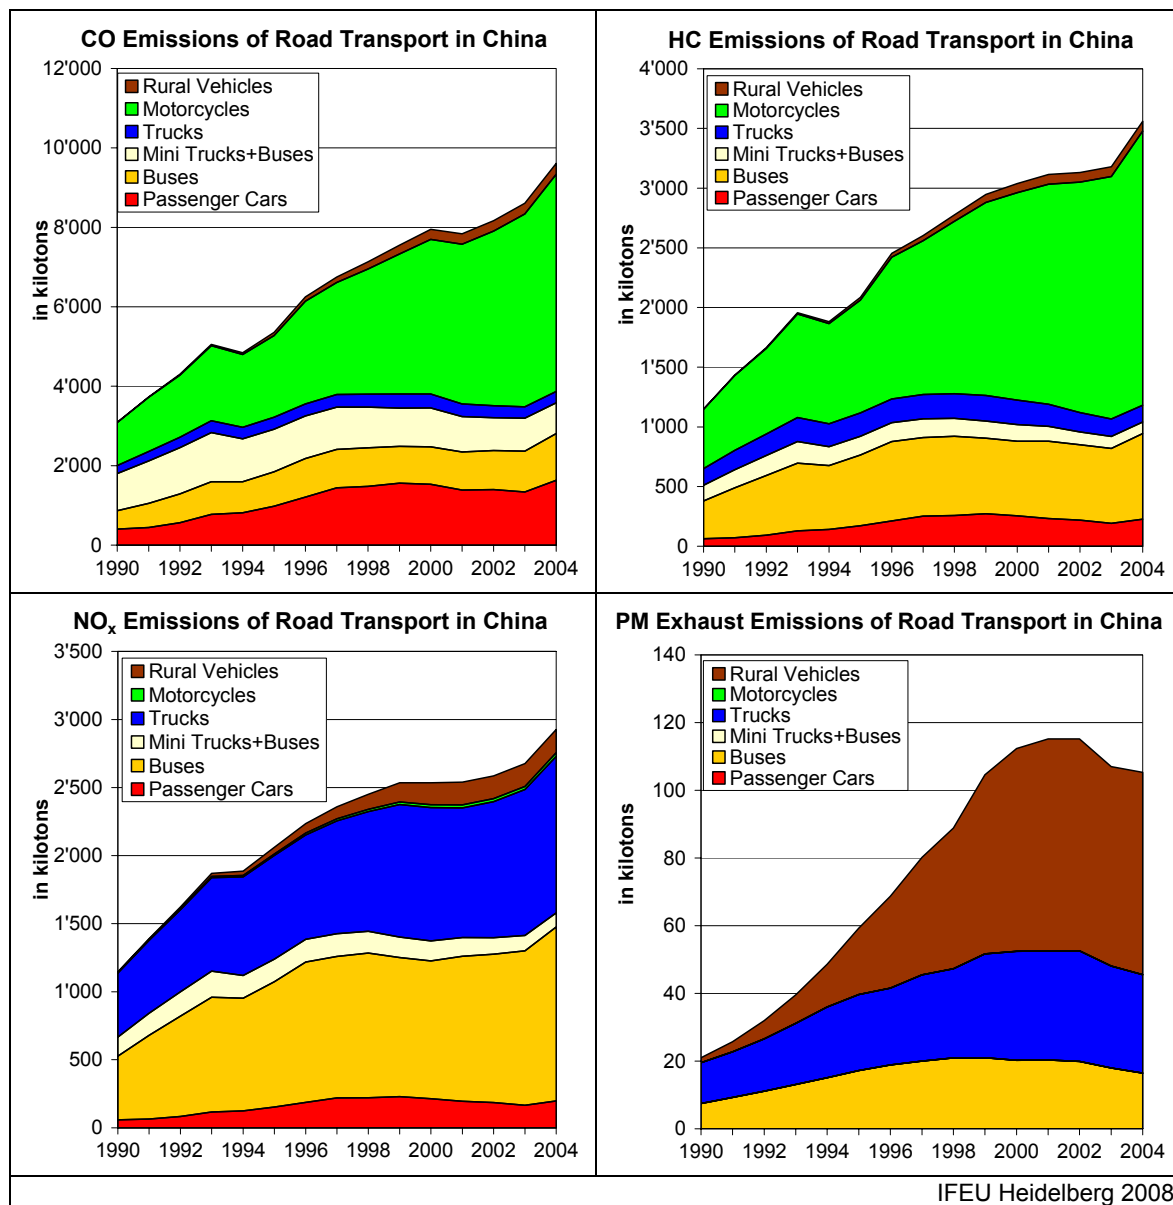 CO Emissions of Road Transport in China
12'000
10'000
8'000
6'000
4'000
2'000
0
in kilotons
Rural Vehicles
Motorcycles
Trucks
Mini Trucks+Buses
Buses
Passenger Cars
1990 1992 1994 1996 1998 2000 2002 2004
HC Emissions of Road Transport in China
4'000
3'500
3'000
2'500
2'000
1'500
1'000
500
0
in kilotons
Rural Vehicles
Motorcycles
Trucks
Mini Trucks+Buses
Buses
Passenger Cars
1990 1992 1994 1996 1998 2000 2002 2004
NOx Emissions of Road Transport in China
3'500
3'000
2'500
2'000
1'500
1'000
500
0
in kilotons
Rural Vehicles
Motorcycles
Trucks
Mini Trucks+Buses
Buses
Passenger Cars
1990 1992 1994 1996 1998 2000 2002 2004
PM Exhaust Emissions of Road Transport in China
140
120
100
80
60
40
20
0
in kilotons
Rural Vehicles
Motorcycles
Trucks
Mini Trucks+Buses
Buses
Passenger Cars
1990 1992 1994 1996 1998 2000 2002 2004
IFEU Heidelberg 2008